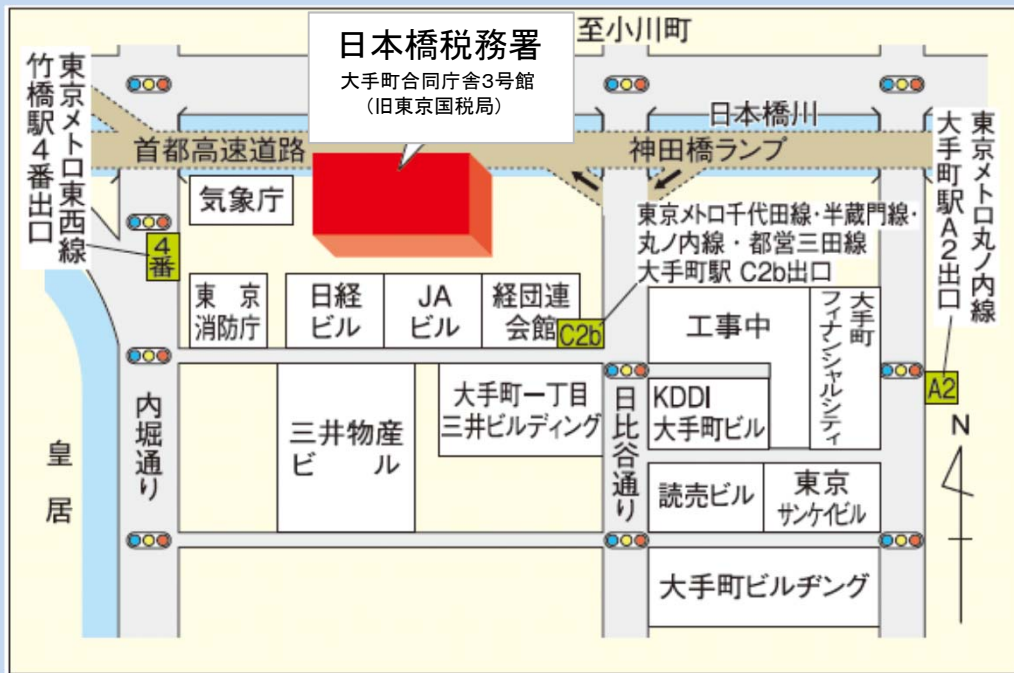 至小川町
日本橋税務署
大手町合同庁舎3号館
（旧東京国税局）
東京メトロ東西線
竹橋駅4番出口
日本橋川
首都高速道路
神田橋ランプ
東京メトロ丸ノ内線
大手町駅A2出口
気象庁
4番
東京メトロ千代田線・半蔵門線・
丸ノ内線・都営三田線
大手町駅 C2b出口
東京
消防庁
日経
ビル
JA
ビル
経団連
会館
C2b
工事中
大手町
フィナンシャルシティ
A2
N
内堀通り
皇居
三井物産
ビル
大手町一丁目
三井ビルディング
日比谷通り
KDDI
大手町ビル
読売ビル
東京
サンケイビル
大手町ビルヂング